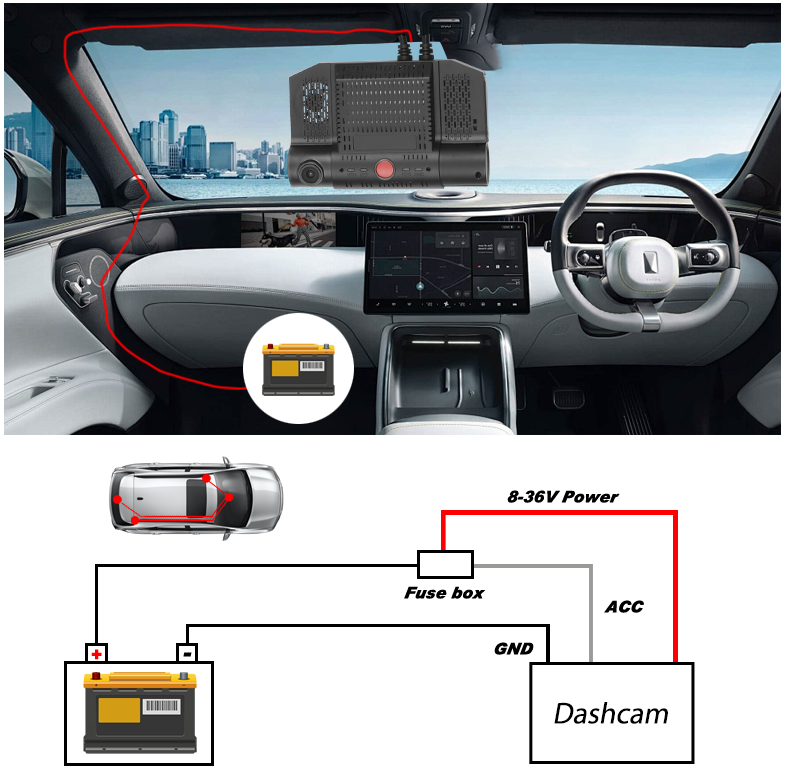 8-36V Power
Fuse box
ACC
GND
+
-
Dashcam